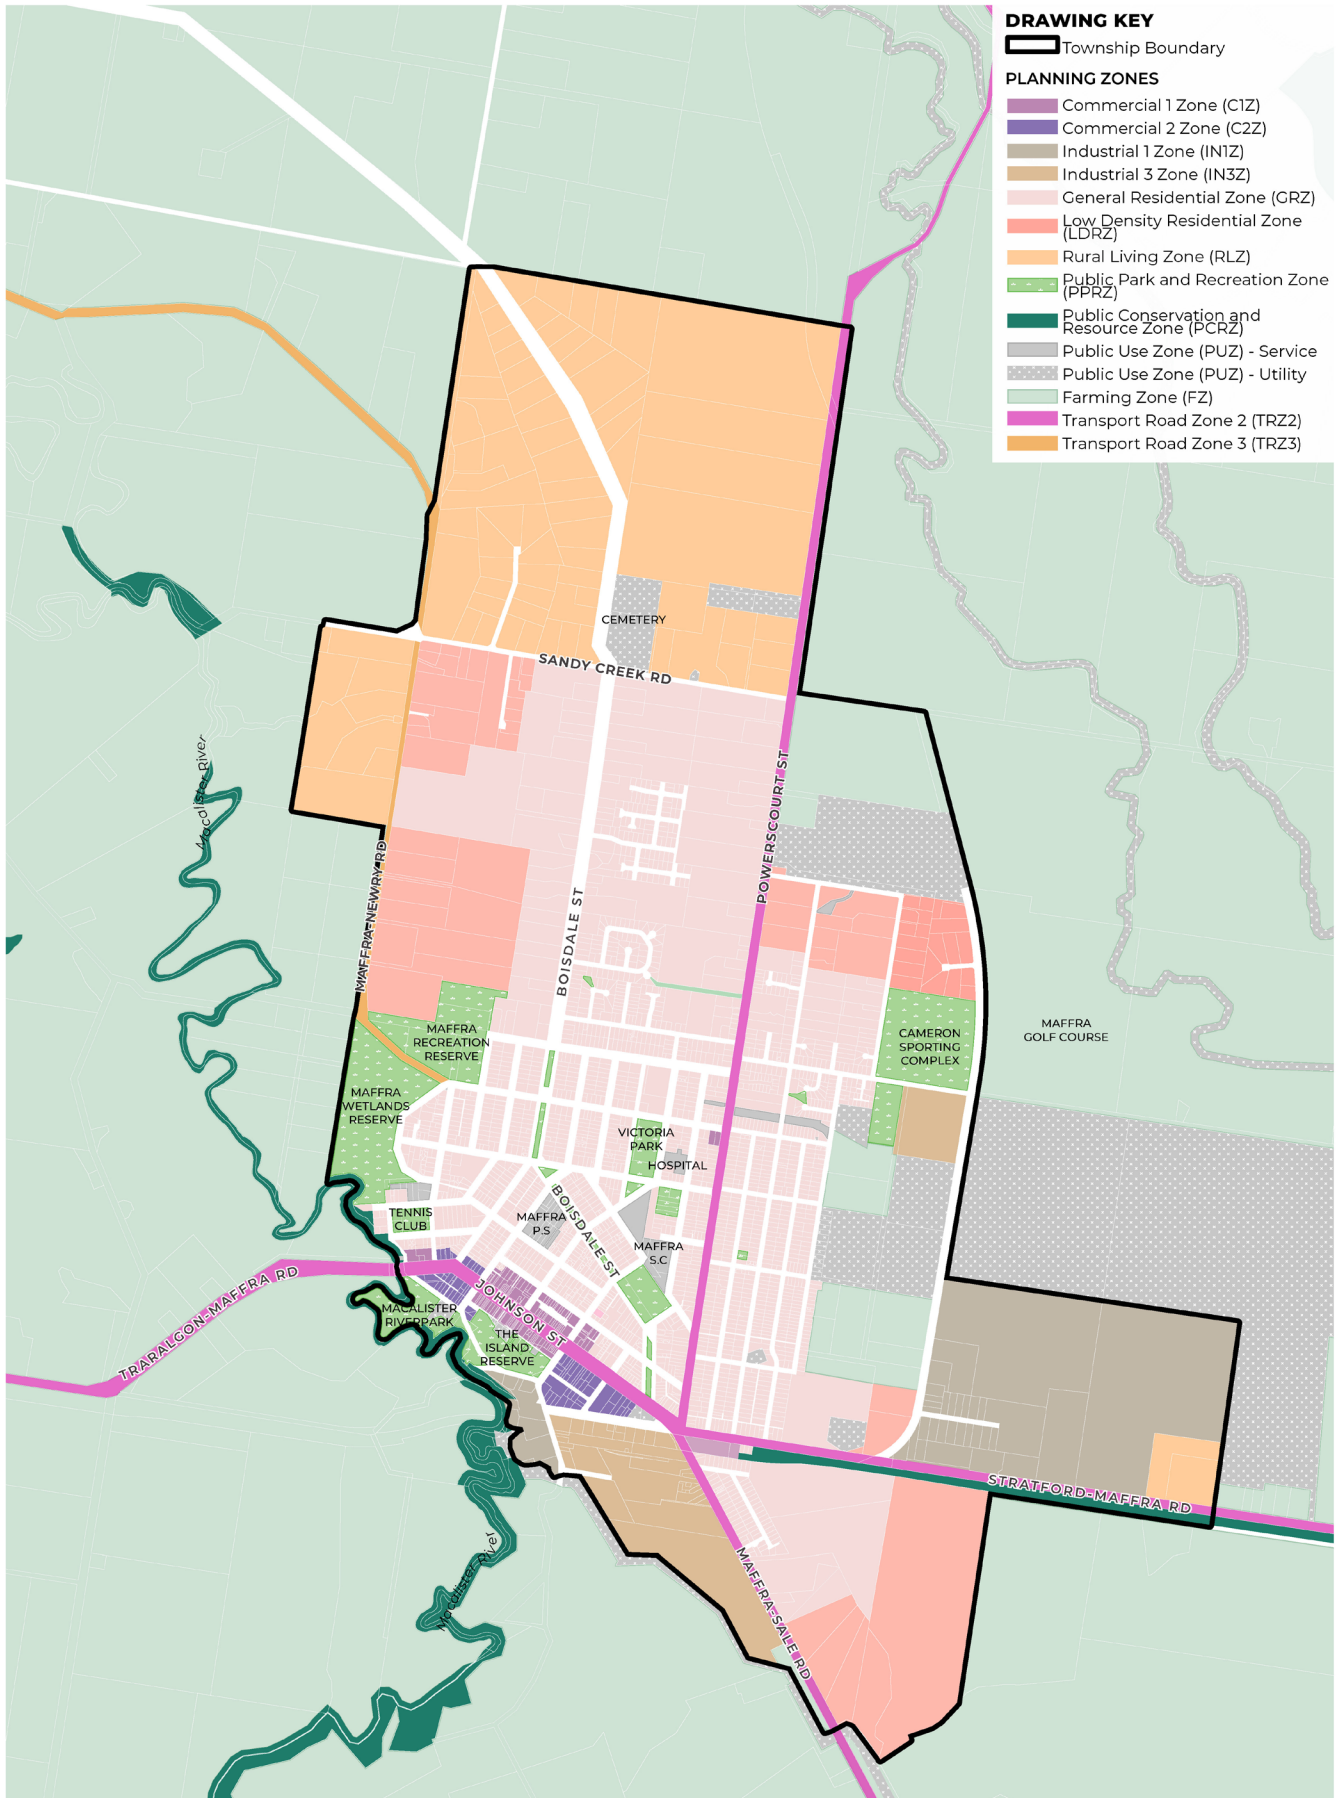 DRAWING KEY
Township Boundary
PLANNING ZONES
Commercial 1 Zone (C1Z)
Commercial 2 Zone (C2Z)
Industrial 1 Zone (IN1Z)
Industrial 3 Zone (IN3Z)
General Residential Zone (GRZ)
Low Density Residential Zone
(LDRZ)
Rural Living Zone (RLZ)
Public Park and Recreation Zone
(PPRZ)
Public Conservation and
Resource Zone (PCRZ)
Public Use Zone (PUZ) - Service
Public Use Zone (PUZ) - Utility
Farming Zone (FZ)
Transport Road Zone 2 (TRZ2)
Transport Road Zone 3 (TRZ3)
CEMETERY
SANDY CREEK RD
Macalister River
POWERSCOURT ST
MAFFRA-NEWRY RD
BOISDALE ST
MAFFRA
RECREATION
RESERVE
CAMERON
SPORTING
COMPLEX
MAFFRA
GOLF COURSE
MAFFRA
WETLANDS
RESERVE
VICTORIA
PARK
HOSPITAL
TENNIS
CLUB
MAFFRA
P.S
BOISDALE ST
MAFFRA
S.C
TRARALGON-MAFFRA RD
MACALISTER
RIVERPARK
JOHNSON ST
THE
ISLAND
RESERVE
STRATFORD-MAFFRA RD
MAFFRA-SALE RD
Macalister River